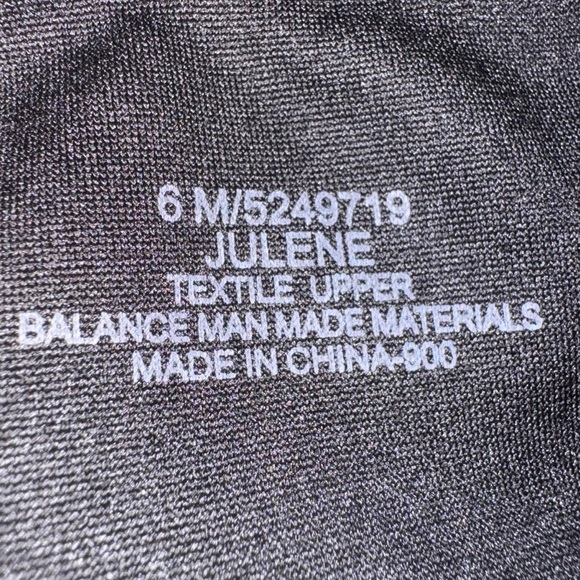 6 M/5249719
JULENE
TEXTILE UPPER
BALANCE MAN MADE MATERIALS
MADE IN CHINA-900